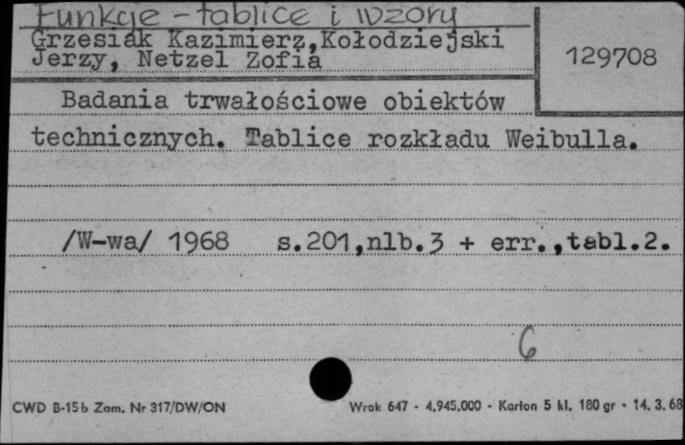 Funkcje - tablice i wzory
Grzesiak Kazimierz,Kołodziejski
Jerzy, Netzel Zofia
129708
Badania trwałościowe obiektów
technicznych. Tablice rozkładu Weibulla.
/W-wa/ 1968 s.201,nlb.3 + err.,tabl.2.
6
CWD B-15b Zam. Nr 317/DW/ON
Wrak 647 - 4.945.000 - Karton 5 kl. 180 gr - 14. 3. 68